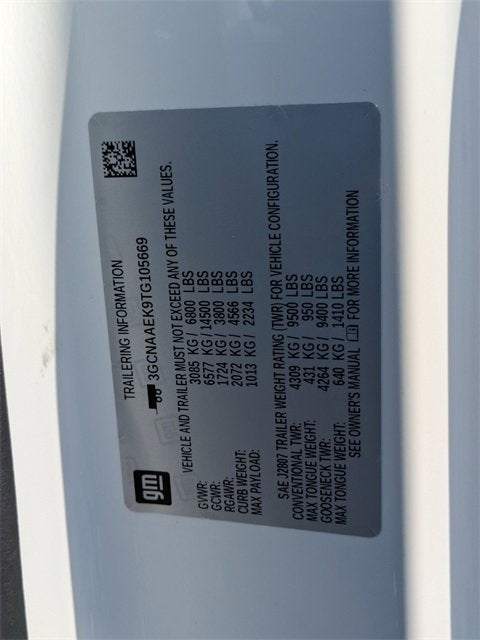 gm
TRAILERING INFORMATION
3GCNAAEK9TG105669
VEHICLE AND TRAILER MUST NOT EXCEED ANY OF THESE VALUES.
GVWR: 3085 KG / 6800 LBS
GCWR: 6577 KG / 14500 LBS
RGAWR: 1724 KG / 3800 LBS
CURB WEIGHT: 2072 KG / 4566 LBS
MAX PAYLOAD: 1013 KG / 2234 LBS
SAE J2807 TRAILER WEIGHT RATING (TWR) FOR VEHICLE CONFIGURATION.
CONVENTIONAL TWR: 4309 KG / 9500 LBS
MAX TONGUE WEIGHT: 431 KG / 950 LBS
GOOSENECK TWR: 4264 KG / 9400 LBS
MAX TONGUE WEIGHT: 640 KG / 1410 LBS
SEE OWNER'S MANUAL FOR MORE INFORMATION